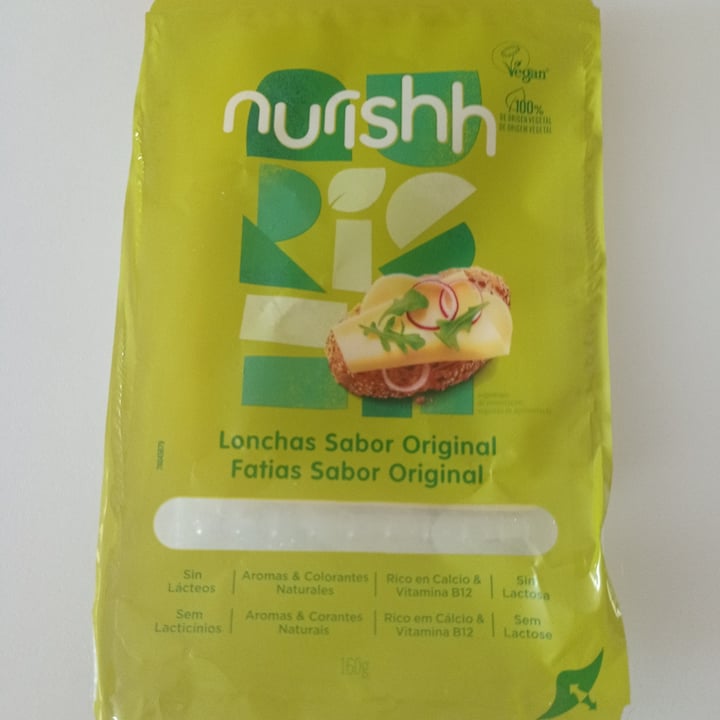 nurishh
Vegan
100%
DE ORIGEN VEGETAL
DE ORIGEM VEGETAL
Lonchas Sabor Original
Fatias Sabor Original
Sin Lácteos
Aromas & Colorantes Naturales
Rico en Calcio & Vitamina B12
Sin Lactosa
Sem Lacticínios
Aromas & Corantes Naturais
Rico em Cálcio & Vitamina B12
Sem Lactose
160g